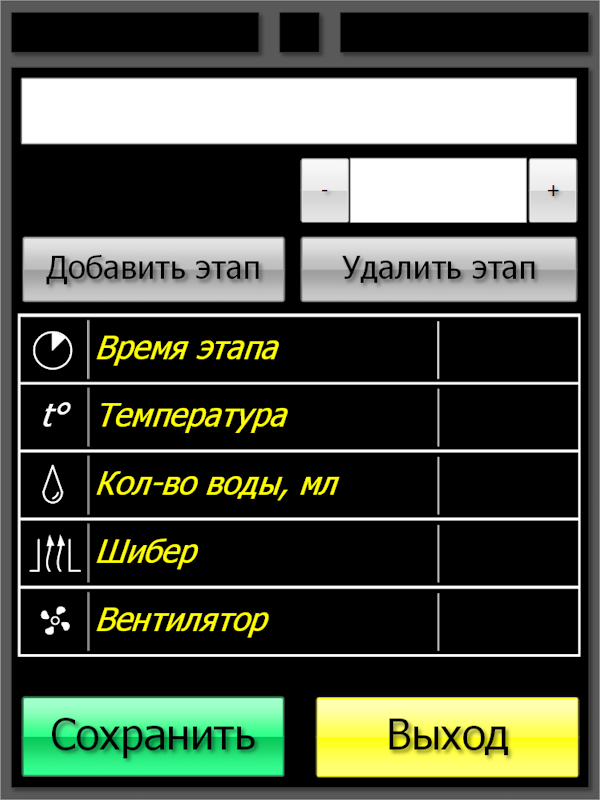 - +
Добавить этап Удалить этап
Время этапа
t° Температура
Кол-во воды, мл
Шибер
Вентилятор
Сохранить Выход